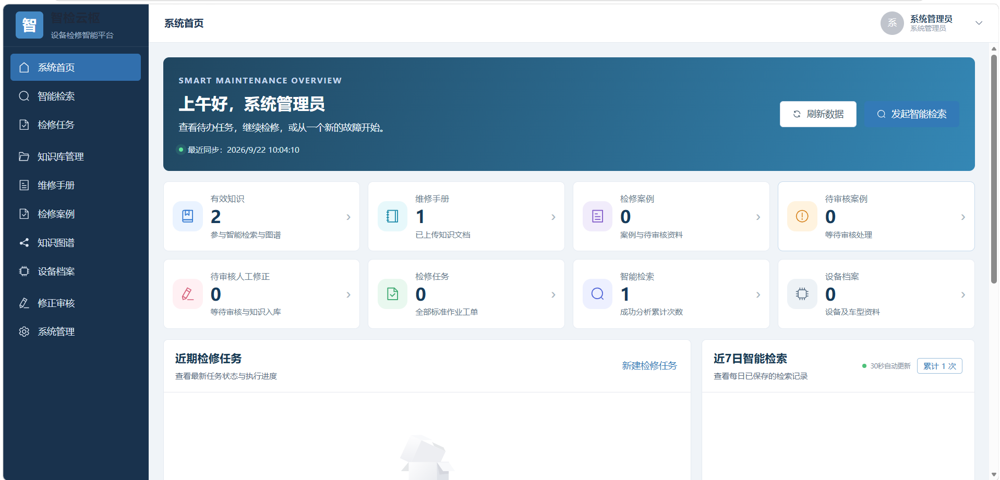 智
智检云枢
设备检修智能平台
系统首页
智能检索
检修任务
知识库管理
维修手册
检修案例
知识图谱
设备档案
修正审核
系统管理
系统首页
系
系统管理员
系统管理员
SMART MAINTENANCE OVERVIEW
上午好，系统管理员
查看待办任务，继续检修，或从一个新的故障开始。
最近同步：2026/9/22 10:04:10
刷新数据
发起智能检索
有效知识
2
参与智能检索与图谱
维修手册
1
已上传知识文档
检修案例
0
案例与待审核资料
待审核案例
0
等待审核处理
待审核人工修正
0
等待审核与知识入库
检修任务
0
全部标准作业工单
智能检索
1
成功分析累计次数
设备档案
0
设备及车型资料
近期检修任务
查看最新任务状态与执行进度
新建检修任务
近7日智能检索
查看每日已保存的检索记录
30秒自动更新
累计 1 次